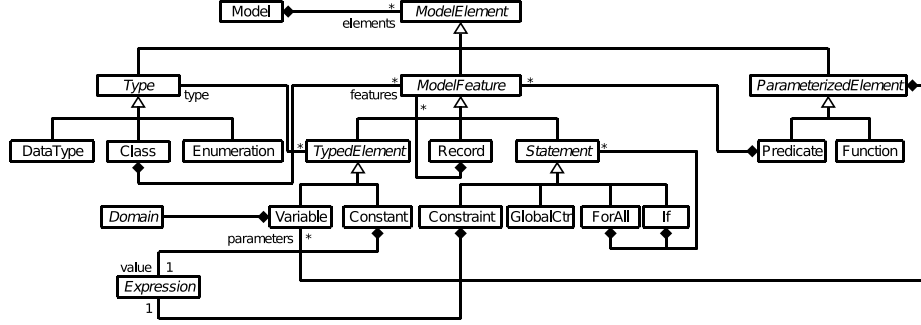 Model * ModelElement
elements
Type * ModelFeature * ParameterizedElement
type features
*
DataType Class Enumeration * TypedElement Record Statement * Predicate Function
Domain Variable Constant Constraint GlobalCtr ForAll If
parameters *
value 1
Expression
1